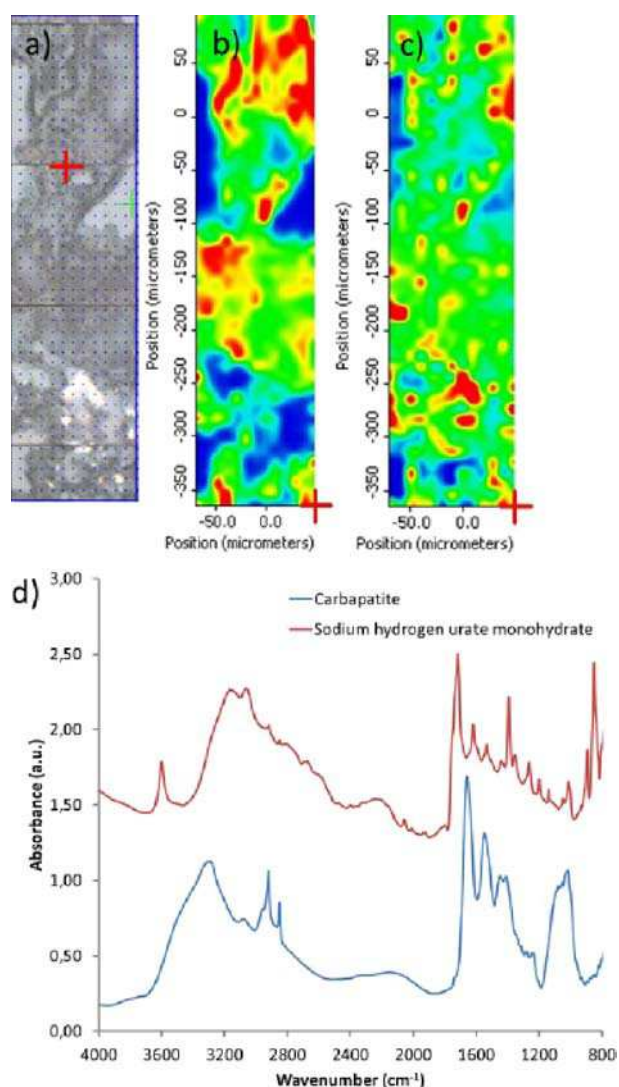 a)
b)
c)
Position (micrometers)
0
50
-50
-100
-150
-200
-250
-300
-350
-50.0
0.0
Position (micrometers)
Position (micrometers)
0
50
-50
-100
-150
-200
-250
-300
-350
-50.0
0.0
Position (micrometers)
d)
3,00
2,50
2,00
1,50
1,00
0,50
0,00
Absorbance (a.u.)
Carbapatite
Sodium hydrogen urate monohydrate
4000 3600 3200 2800 2400 2000 1600 1200 800
Wavenumber (cm⁻¹)